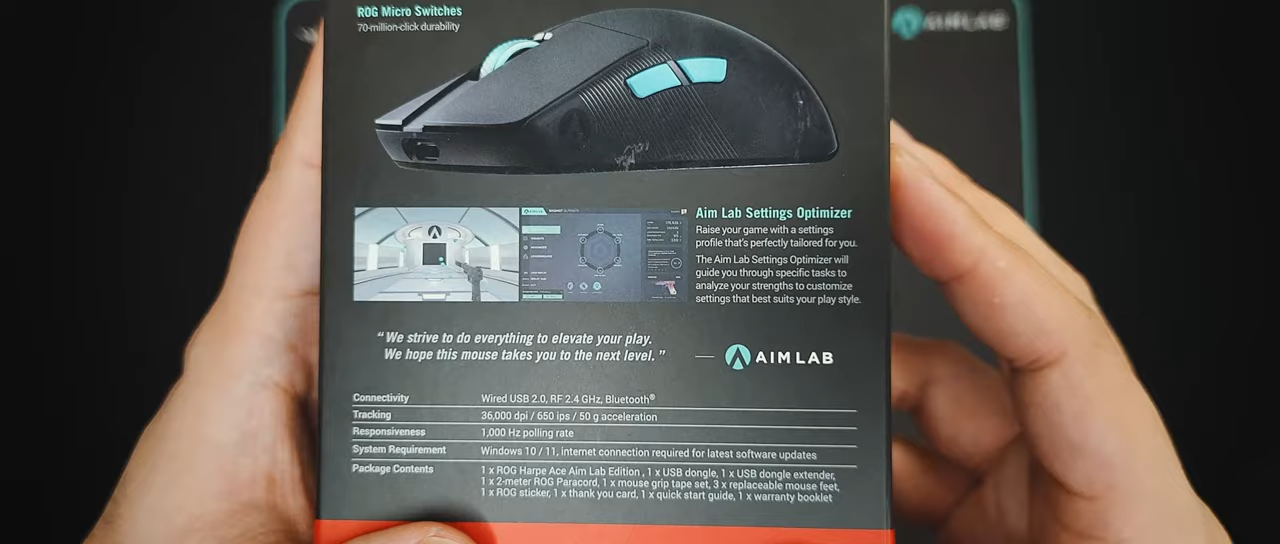 ROG Micro Switches
70-million-click durability
AIMLAB
Aim Lab Settings Optimizer
Raise your game with a settings
profile that's perfectly tailored for you.
The Aim Lab Settings Optimizer will
guide you through specific tasks to
analyze your strengths to customize
settings that best suits your play style.
“ We strive to do everything to elevate your play.
We hope this mouse takes you to the next level. ”
— AIMLAB
Connectivity Wired USB 2.0, RF 2.4 GHz, Bluetooth®
Tracking 36,000 dpi / 650 ips / 50 g acceleration
Responsiveness 1,000 Hz polling rate
System Requirement Windows 10 / 11, internet connection required for latest software updates
Package Contents 1 x ROG Harpe Ace Aim Lab Edition , 1 x USB dongle, 1 x USB dongle extender,
1 x 2-meter ROG Paracord, 1 x mouse grip tape set, 3 x replaceable mouse feet,
1 x ROG sticker, 1 x thank you card, 1 x quick start guide, 1 x warranty booklet